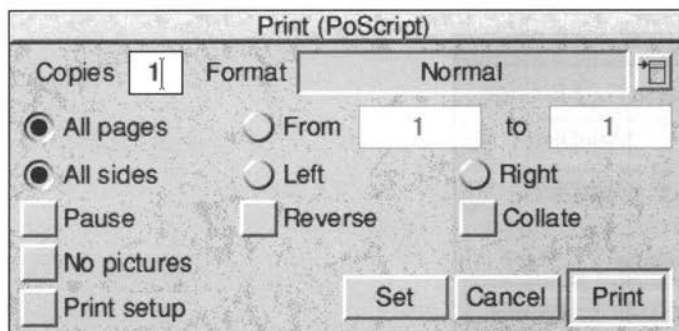 Print (PoScript)
Copies 1 Format Normal
All pages From 1 to 1
All sides Left Right
Pause Reverse Collate
No pictures
Print setup Set Cancel Print